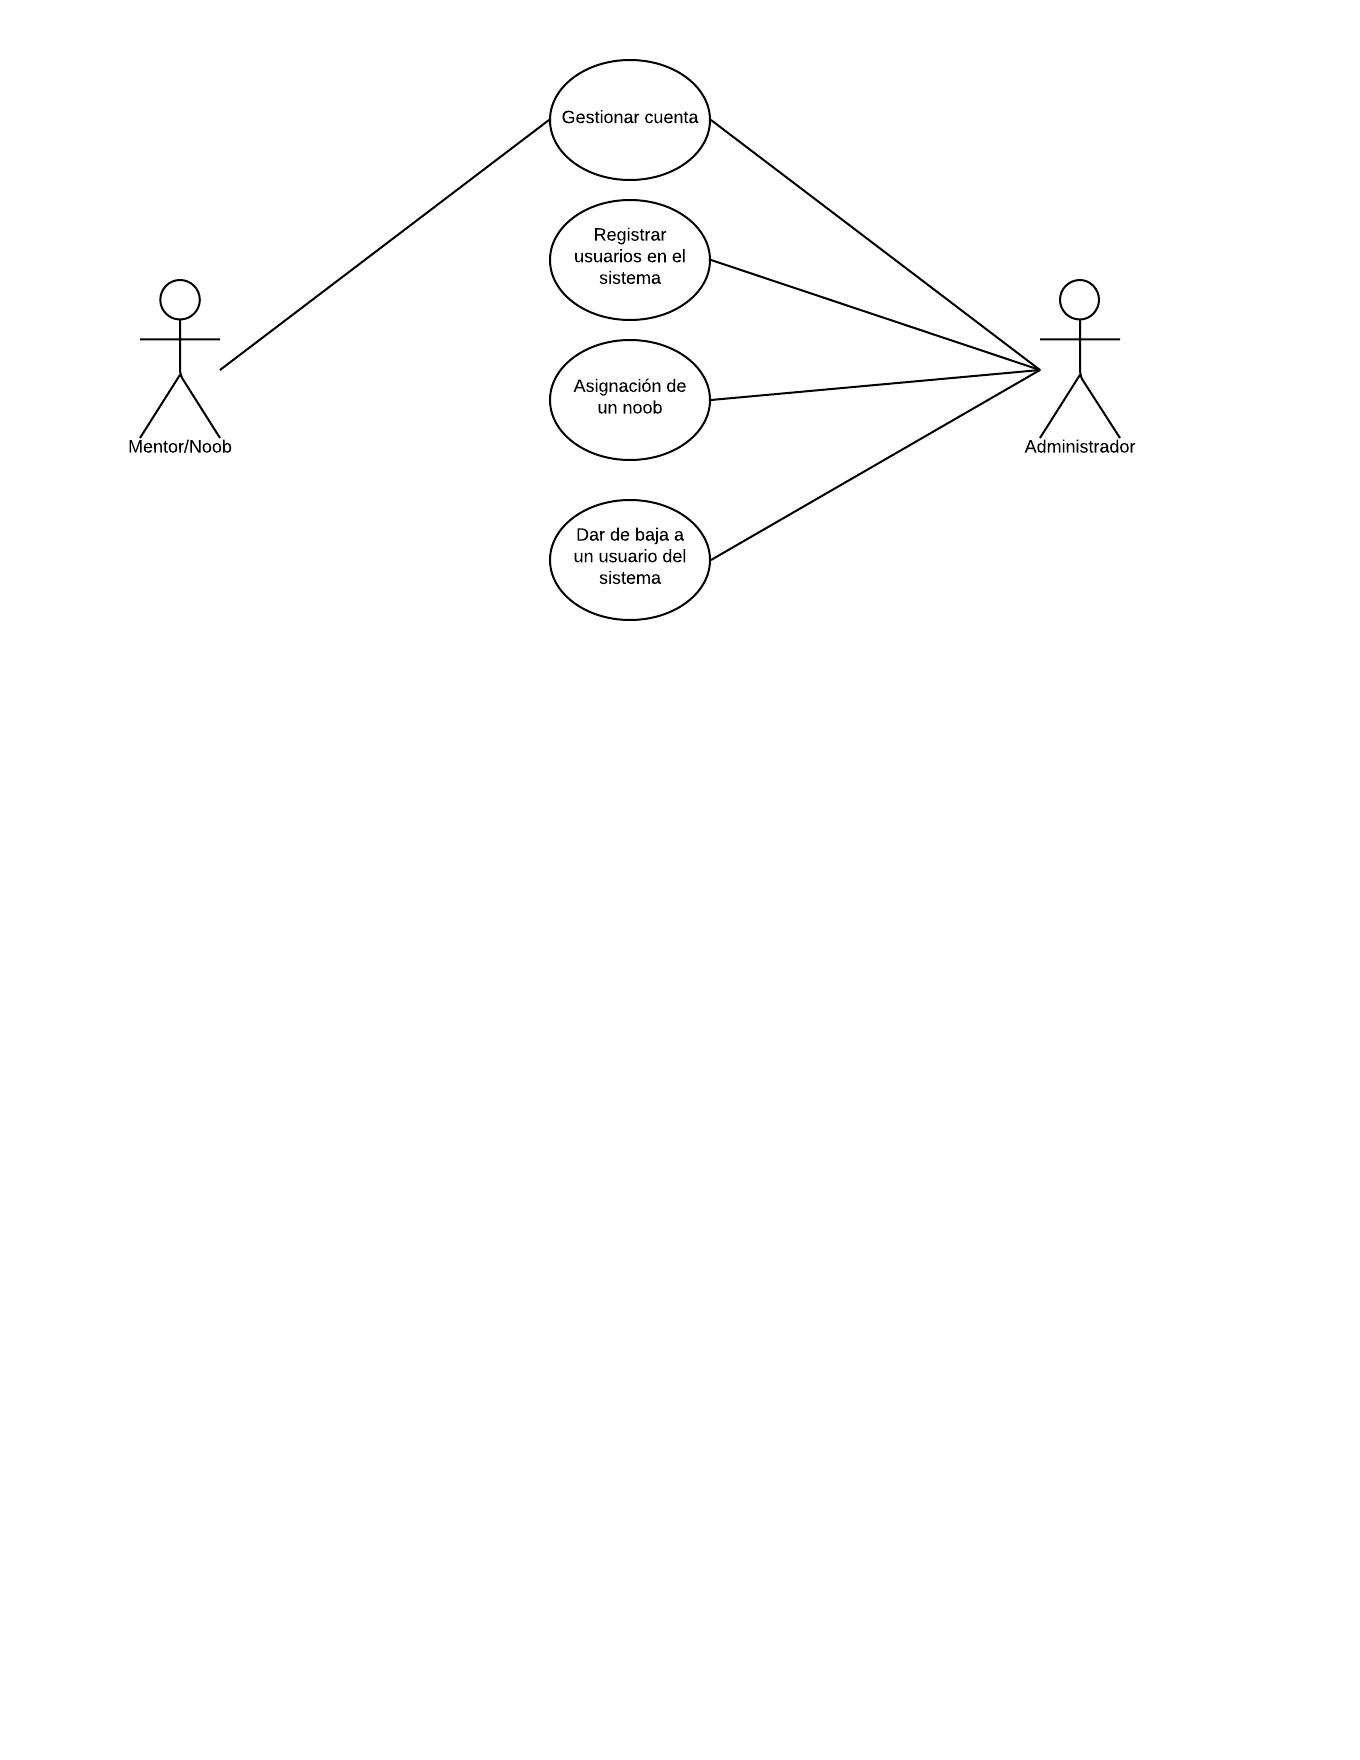 Gestionar cuenta
Registrar
usuarios en el
sistema
Asignación de
un noob
Mentor/Noob
Administrador
Dar de baja a
un usuario del
sistema